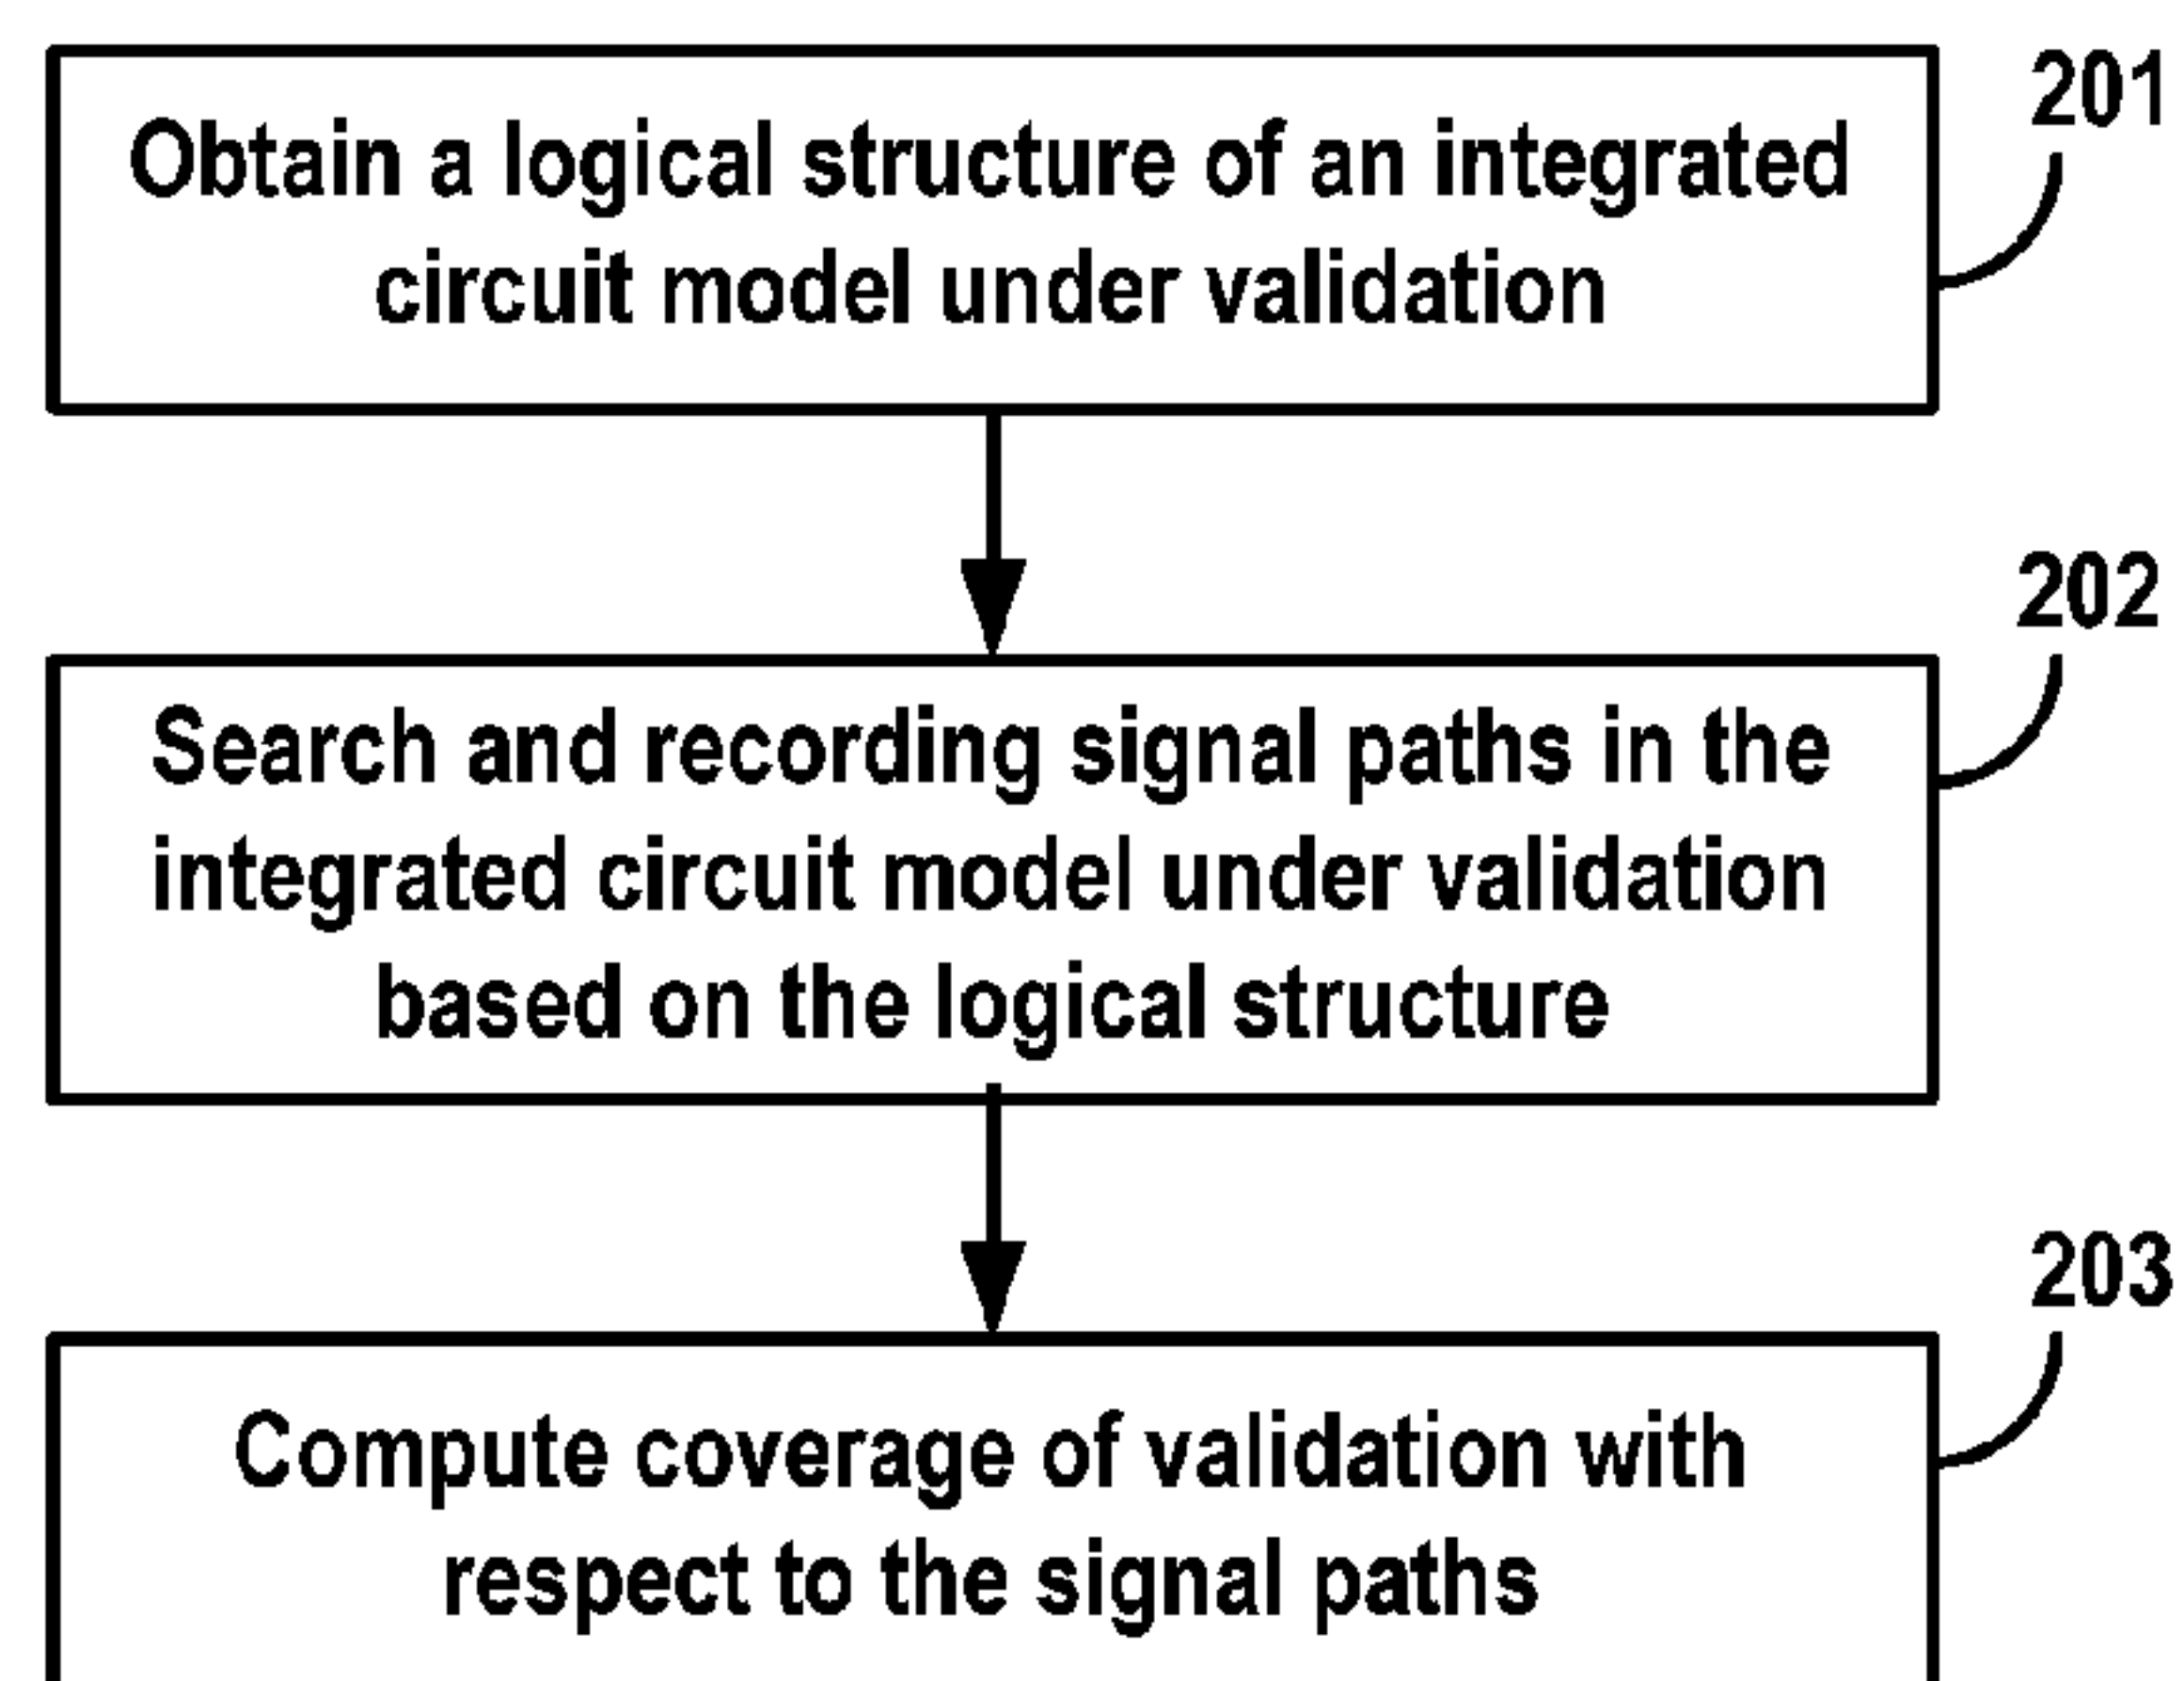 201
Obtain a logical structure of an integrated
circuit model under validation
202
Search and recording signal paths in the
integrated circuit model under validation
based on the logical structure
203
Compute coverage of validation with
respect to the signal paths